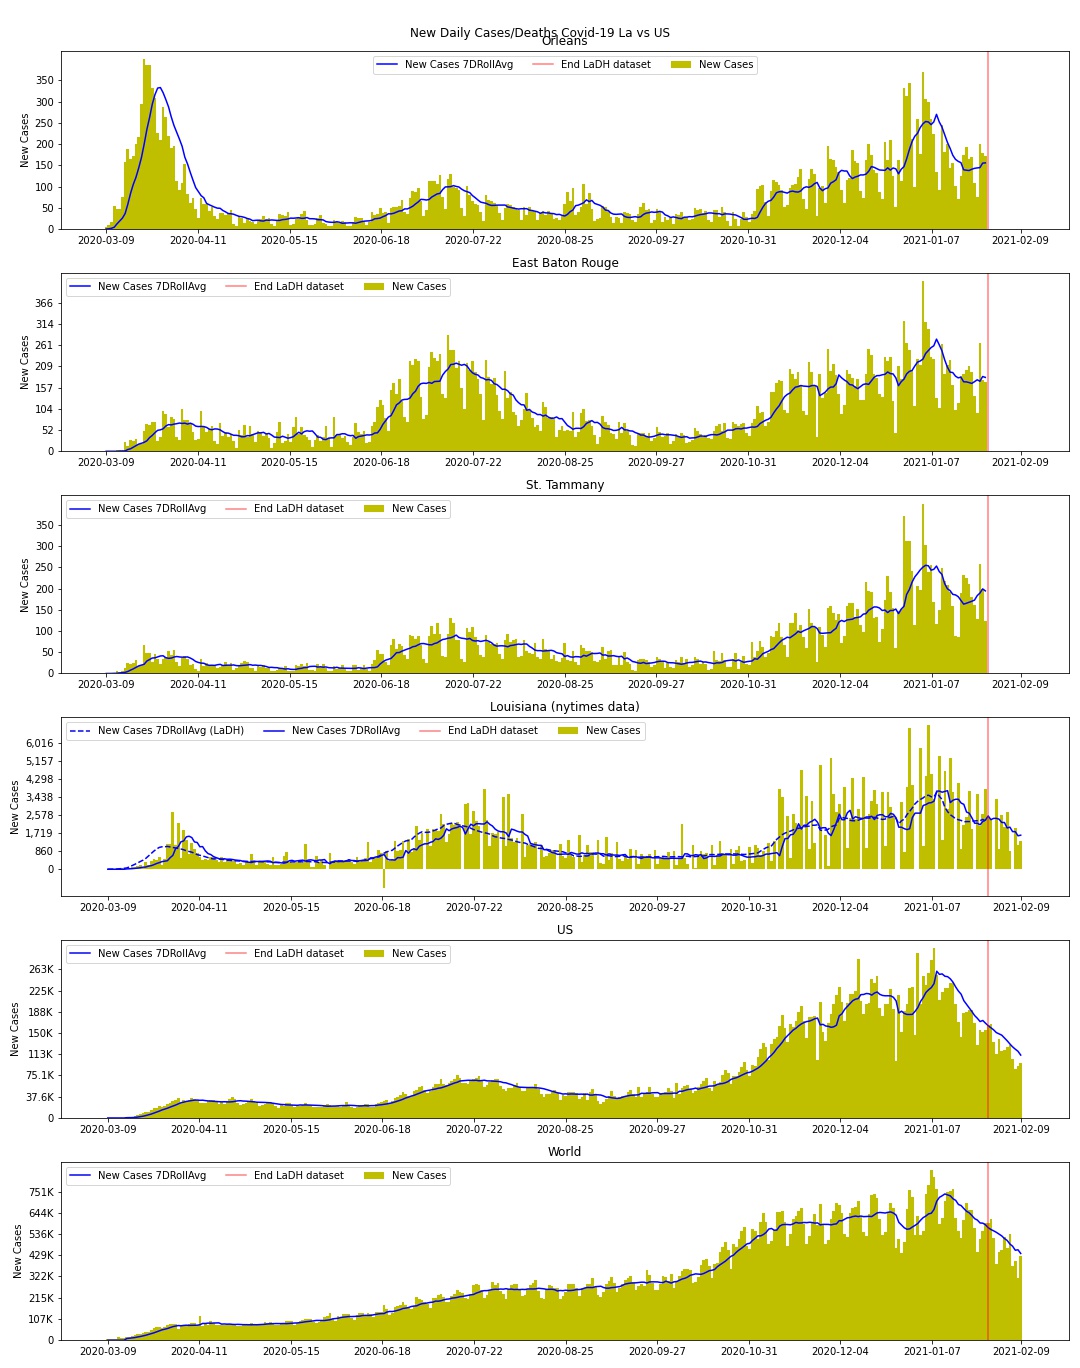 New Daily Cases/Deaths Covid-19 La vs US
Orleans
New Cases 7DRollAvg End LaDH dataset New Cases
350
300
250
200
150
100
50
0
New Cases
2020-03-09 2020-04-11 2020-05-15 2020-06-18 2020-07-22 2020-08-25 2020-09-27 2020-10-31 2020-12-04 2021-01-07 2021-02-09
East Baton Rouge
New Cases 7DRollAvg End LaDH dataset New Cases
366
314
261
209
157
104
52
0
New Cases
2020-03-09 2020-04-11 2020-05-15 2020-06-18 2020-07-22 2020-08-25 2020-09-27 2020-10-31 2020-12-04 2021-01-07 2021-02-09
St. Tammany
New Cases 7DRollAvg End LaDH dataset New Cases
350
300
250
200
150
100
50
0
New Cases
2020-03-09 2020-04-11 2020-05-15 2020-06-18 2020-07-22 2020-08-25 2020-09-27 2020-10-31 2020-12-04 2021-01-07 2021-02-09
Louisiana (nytimes data)
New Cases 7DRollAvg (LaDH) New Cases 7DRollAvg End LaDH dataset New Cases
6,016
5,157
4,298
3,438
2,578
1,719
860
0
New Cases
2020-03-09 2020-04-11 2020-05-15 2020-06-18 2020-07-22 2020-08-25 2020-09-27 2020-10-31 2020-12-04 2021-01-07 2021-02-09
US
New Cases 7DRollAvg End LaDH dataset New Cases
263K
225K
188K
150K
113K
75.1K
37.6K
0
New Cases
2020-03-09 2020-04-11 2020-05-15 2020-06-18 2020-07-22 2020-08-25 2020-09-27 2020-10-31 2020-12-04 2021-01-07 2021-02-09
World
New Cases 7DRollAvg End LaDH dataset New Cases
751K
644K
536K
429K
322K
215K
107K
0
New Cases
2020-03-09 2020-04-11 2020-05-15 2020-06-18 2020-07-22 2020-08-25 2020-09-27 2020-10-31 2020-12-04 2021-01-07 2021-02-09